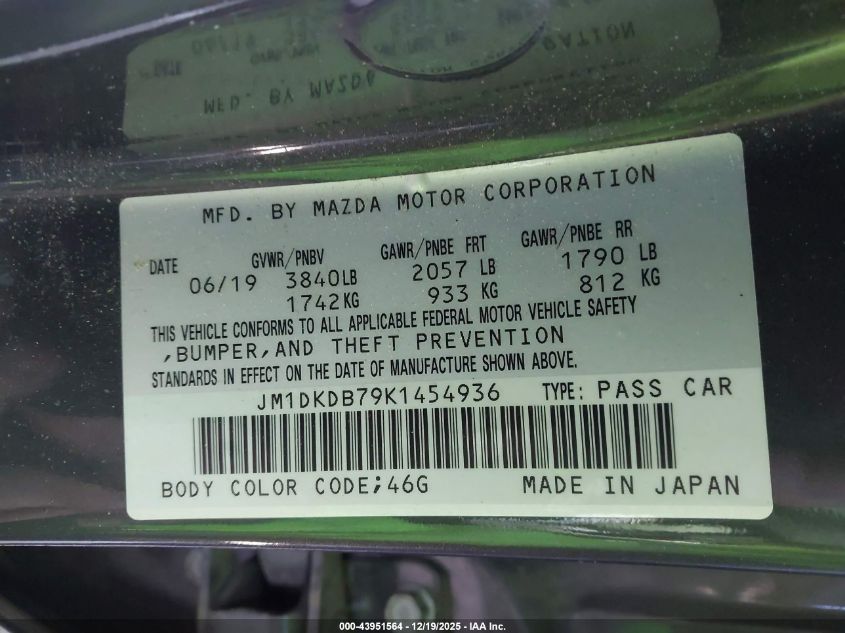 MFD. BY MAZDA MOTOR CORPORATION
DATE GVWR/PNBV GAWR/PNBE FRT GAWR/PNBE RR
06/19 3840LB 2057 LB 1790 LB
1742KG 933 KG 812 KG
THIS VEHICLE CONFORMS TO ALL APPLICABLE FEDERAL MOTOR VEHICLE SAFETY
,BUMPER,AND THEFT PREVENTION
STANDARDS IN EFFECT ON THE DATE OF MANUFACTURE SHOWN ABOVE.
JM1DKDB79K1454936 TYPE: PASS CAR
BODY COLOR CODE;46G MADE IN JAPAN
000-43951564 - 12/19/2025 - IAA Inc.